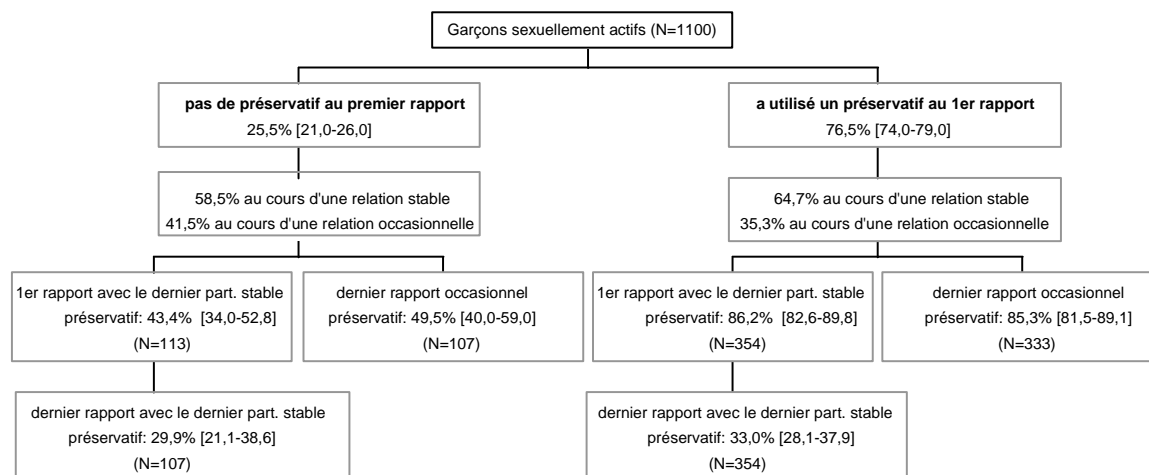 Garçons sexuellement actifs (N=1100)
pas de préservatif au premier rapport
25,5% [21,0-26,0]
a utilisé un préservatif au 1er rapport
76,5% [74,0-79,0]
58,5% au cours d'une relation stable
41,5% au cours d'une relation occasionnelle
64,7% au cours d'une relation stable
35,3% au cours d'une relation occasionnelle
1er rapport avec le dernier part. stable
préservatif: 43,4% [34,0-52,8]
(N=113)
dernier rapport occasionnel
préservatif: 49,5% [40,0-59,0]
(N=107)
1er rapport avec le dernier part. stable
préservatif: 86,2% [82,6-89,8]
(N=354)
dernier rapport occasionnel
préservatif: 85,3% [81,5-89,1]
(N=333)
dernier rapport avec le dernier part. stable
préservatif: 29,9% [21,1-38,6]
(N=107)
dernier rapport avec le dernier part. stable
préservatif: 33,0% [28,1-37,9]
(N=354)